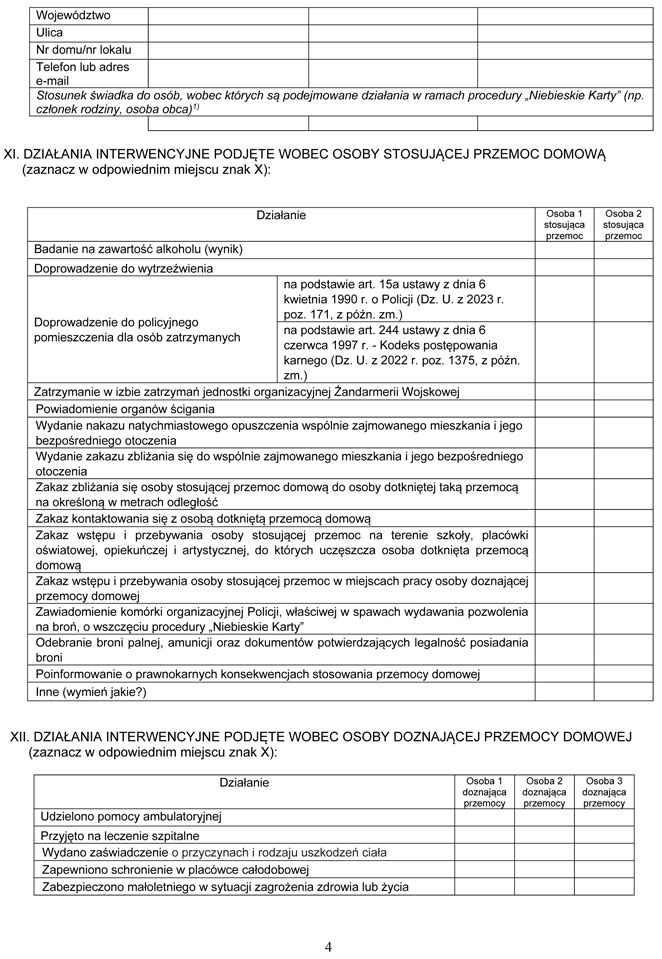 Województwo
Ulica
Nr domu/nr lokalu
Telefon lub adres
e-mail
Stosunek świadka do osób, wobec których są podejmowane działania w ramach procedury „Niebieskie Karty” (np.
członek rodziny, osoba obca)1)
XI. DZIAŁANIA INTERWENCYJNE PODJĘTE WOBEC OSOBY STOSUJĄCEJ PRZEMOC DOMOWĄ
(zaznacz w odpowiednim miejscu znak X):
Działanie
Osoba 1
stosująca
przemoc
Osoba 2
stosująca
przemoc
Badanie na zawartość alkoholu (wynik)
Doprowadzenie do wytrzeźwienia
Doprowadzenie do policyjnego
pomieszczenia dla osób zatrzymanych
na podstawie art. 15a ustawy z dnia 6
kwietnia 1990 r. o Policji (Dz. U. z 2023 r.
poz. 171, z późn. zm.)
na podstawie art. 244 ustawy z dnia 6
czerwca 1997 r. - Kodeks postępowania
karnego (Dz. U. z 2022 r. poz. 1375, z późn.
zm.)
Zatrzymanie w izbie zatrzymań jednostki organizacyjnej Żandarmerii Wojskowej
Powiadomienie organów ścigania
Wydanie nakazu natychmiastowego opuszczenia wspólnie zajmowanego mieszkania i jego
bezpośredniego otoczenia
Wydanie zakazu zbliżania się do wspólnie zajmowanego mieszkania i jego bezpośredniego
otoczenia
Zakaz zbliżania się osoby stosującej przemoc domową do osoby dotkniętej taką przemocą
na określoną w metrach odległość
Zakaz kontaktowania się z osobą dotkniętą przemocą domową
Zakaz wstępu i przebywania osoby stosującej przemoc na terenie szkoły, placówki
oświatowej, opiekuńczej i artystycznej, do których uczęszcza osoba dotknięta przemocą
domową
Zakaz wstępu i przebywania osoby stosującej przemoc w miejscach pracy osoby doznającej
przemocy domowej
Zawiadomienie komórki organizacyjnej Policji, właściwej w spawach wydawania pozwolenia
na broń, o wszczęciu procedury „Niebieskie Karty”
Odebranie broni palnej, amunicji oraz dokumentów potwierdzających legalność posiadania
broni
Poinformowanie o prawnokarnych konsekwencjach stosowania przemocy domowej
Inne (wymień jakie?)
XII. DZIAŁANIA INTERWENCYJNE PODJĘTE WOBEC OSOBY DOZNAJĄCEJ PRZEMOCY DOMOWEJ
(zaznacz w odpowiednim miejscu znak X):
Działanie
Osoba 1
doznająca
przemocy
Osoba 2
doznająca
przemocy
Osoba 3
doznająca
przemocy
Udzielono pomocy ambulatoryjnej
Przyjęto na leczenie szpitalne
Wydano zaświadczenie o przyczynach i rodzaju uszkodzeń ciała
Zapewniono schronienie w placówce całodobowej
Zabezpieczono małoletniego w sytuacji zagrożenia zdrowia lub życia
4